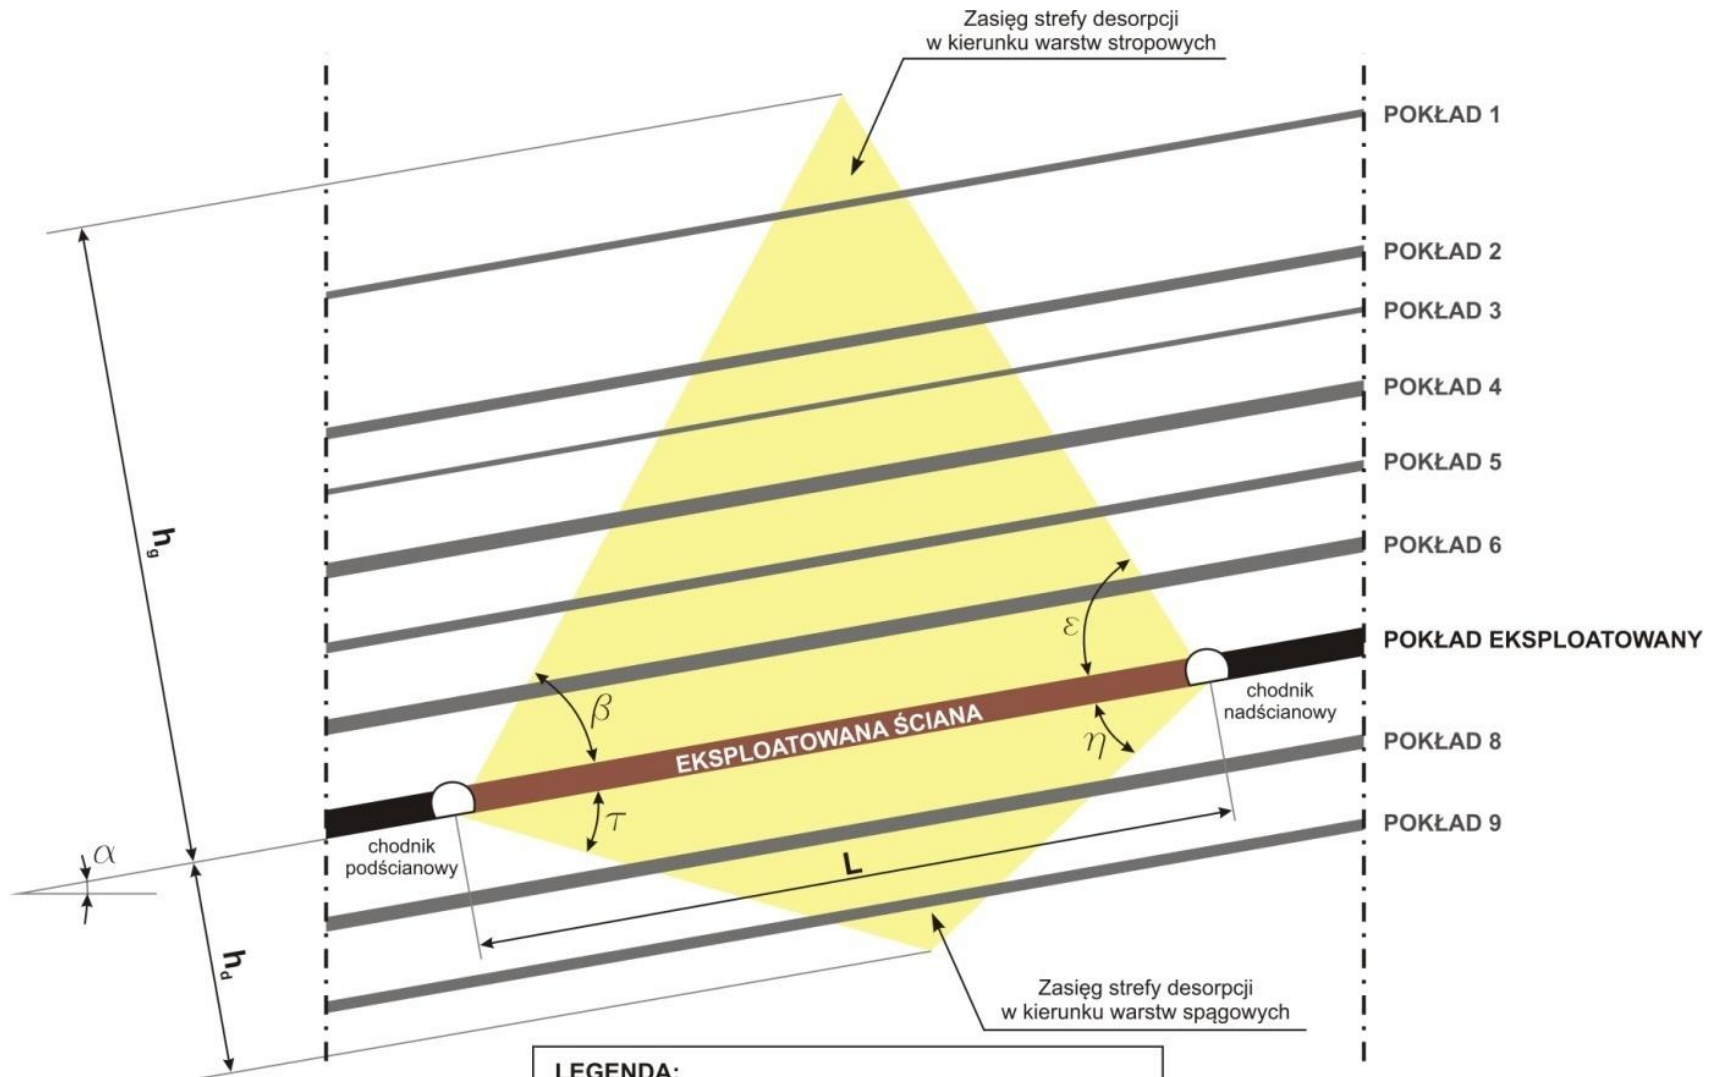 Zasięg strefy desorpcji
w kierunku warstw stropowych
POKŁAD 1
POKŁAD 2
POKŁAD 3
POKŁAD 4
POKŁAD 5
POKŁAD 6
hg
ε
β
POKŁAD EKSPLOATOWANY
chodnik
nadścianowy
EKSPLOATOWANA ŚCIANA
η
τ
POKŁAD 8
POKŁAD 9
chodnik
podścianowy
α
L
hd
Zasięg strefy desorpcji
w kierunku warstw spągowych
LEGENDA: